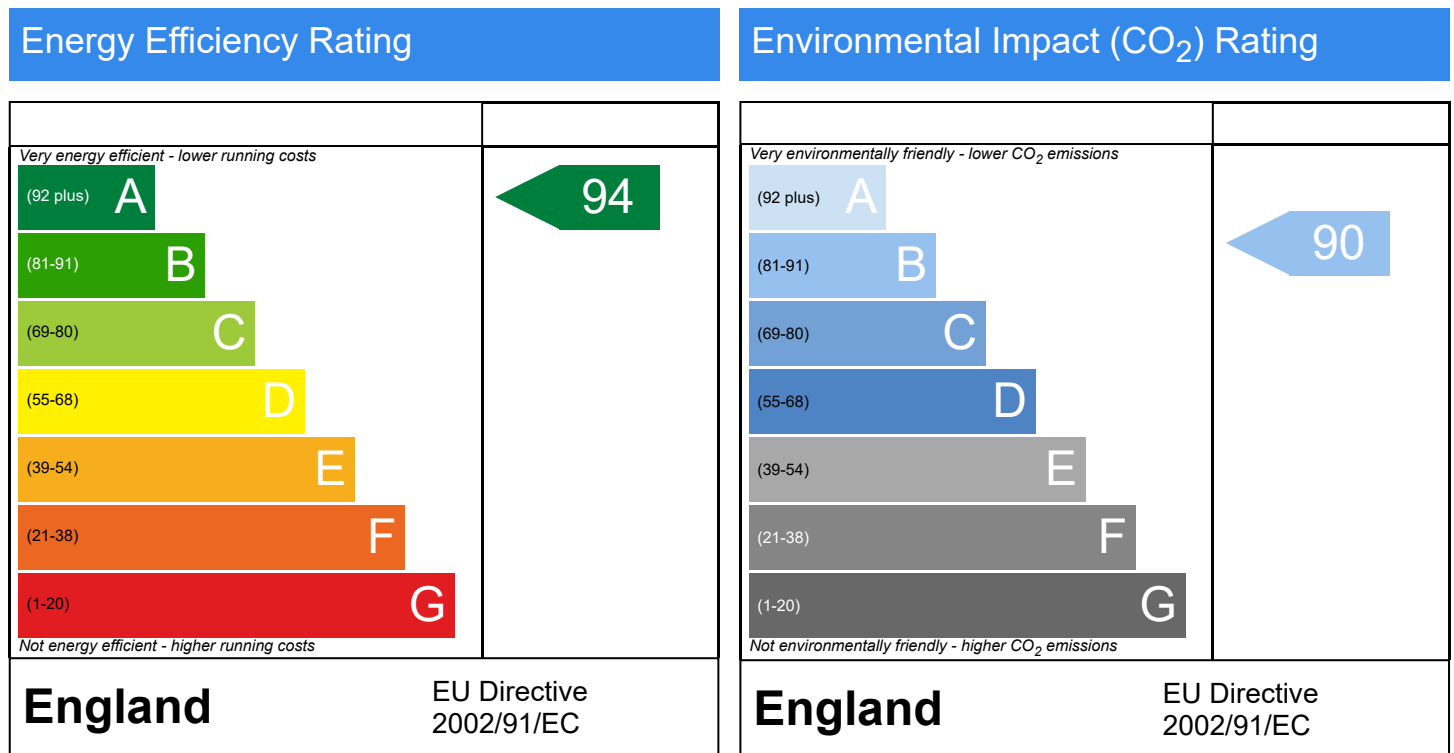 Energy Efficiency Rating
Very energy efficient - lower running costs
(92 plus) A
94
(81-91) B
(69-80) C
(55-68) D
(39-54) E
(21-38) F
(1-20) G
Not energy efficient - higher running costs
England
EU Directive
2002/91/EC
Environmental Impact (CO₂) Rating
Very environmentally friendly - lower CO₂ emissions
(92 plus) A
(81-91) B
90
(69-80) C
(55-68) D
(39-54) E
(21-38) F
(1-20) G
Not environmentally friendly - higher CO₂ emissions
England
EU Directive
2002/91/EC